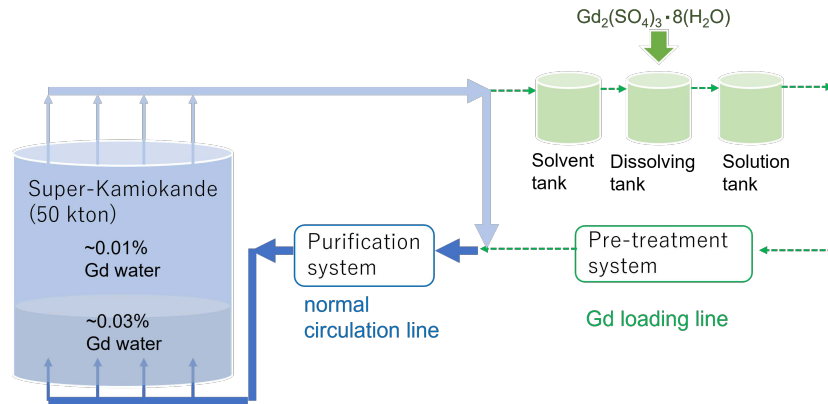 Gd₂(SO₄)₃·8(H₂O)
Solvent
tank
Dissolving
tank
Solution
tank
Super-Kamiokande
(50 kton)
~0.01%
Gd water
~0.03%
Gd water
Purification
system
normal
circulation line
Pre-treatment
system
Gd loading line